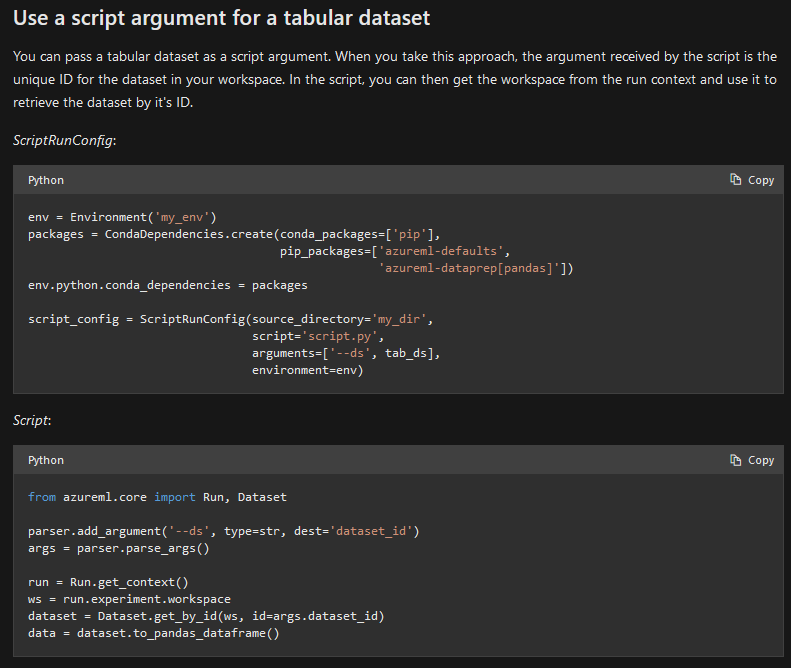 Use a script argument for a tabular dataset
You can pass a tabular dataset as a script argument. When you take this approach, the argument received by the script is the
unique ID for the dataset in your workspace. In the script, you can then get the workspace from the run context and use it to
retrieve the dataset by it's ID.
ScriptRunConfig:
Python Copy
env = Environment('my_env')
packages = CondaDependencies.create(conda_packages=['pip'],
                                    pip_packages=['azureml-defaults',
                                                  'azureml-dataprep[pandas]'])
env.python.conda_dependencies = packages
script_config = ScriptRunConfig(source_directory='my_dir',
                                script='script.py',
                                arguments=['--ds', tab_ds],
                                environment=env)
Script:
Python Copy
from azureml.core import Run, Dataset
parser.add_argument('--ds', type=str, dest='dataset_id')
args = parser.parse_args()
run = Run.get_context()
ws = run.experiment.workspace
dataset = Dataset.get_by_id(ws, id=args.dataset_id)
data = dataset.to_pandas_dataframe()